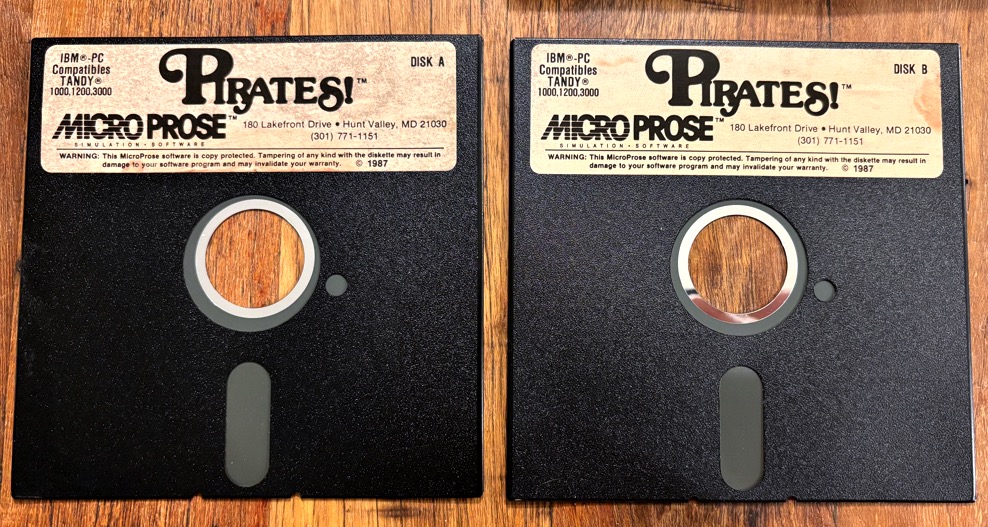 IBM®-PC
Compatibles
TANDY®
1000,1200,3000
PIRATES!™
DISK A
MICRO PROSE™
SIMULATION • SOFTWARE
180 Lakefront Drive • Hunt Valley, MD 21030
(301) 771-1151
WARNING: This MicroProse software is copy protected. Tampering of any kind with the diskette may result in
damage to your software program and may invalidate your warranty. © 1987
IBM®-PC
Compatibles
TANDY®
1000,1200,3000
PIRATES!™
DISK B
MICRO PROSE™
SIMULATION • SOFTWARE
180 Lakefront Drive • Hunt Valley, MD 21030
(301) 771-1151
WARNING: This MicroProse software is copy protected. Tampering of any kind with the diskette may result in
damage to your software program and may invalidate your warranty. © 1987